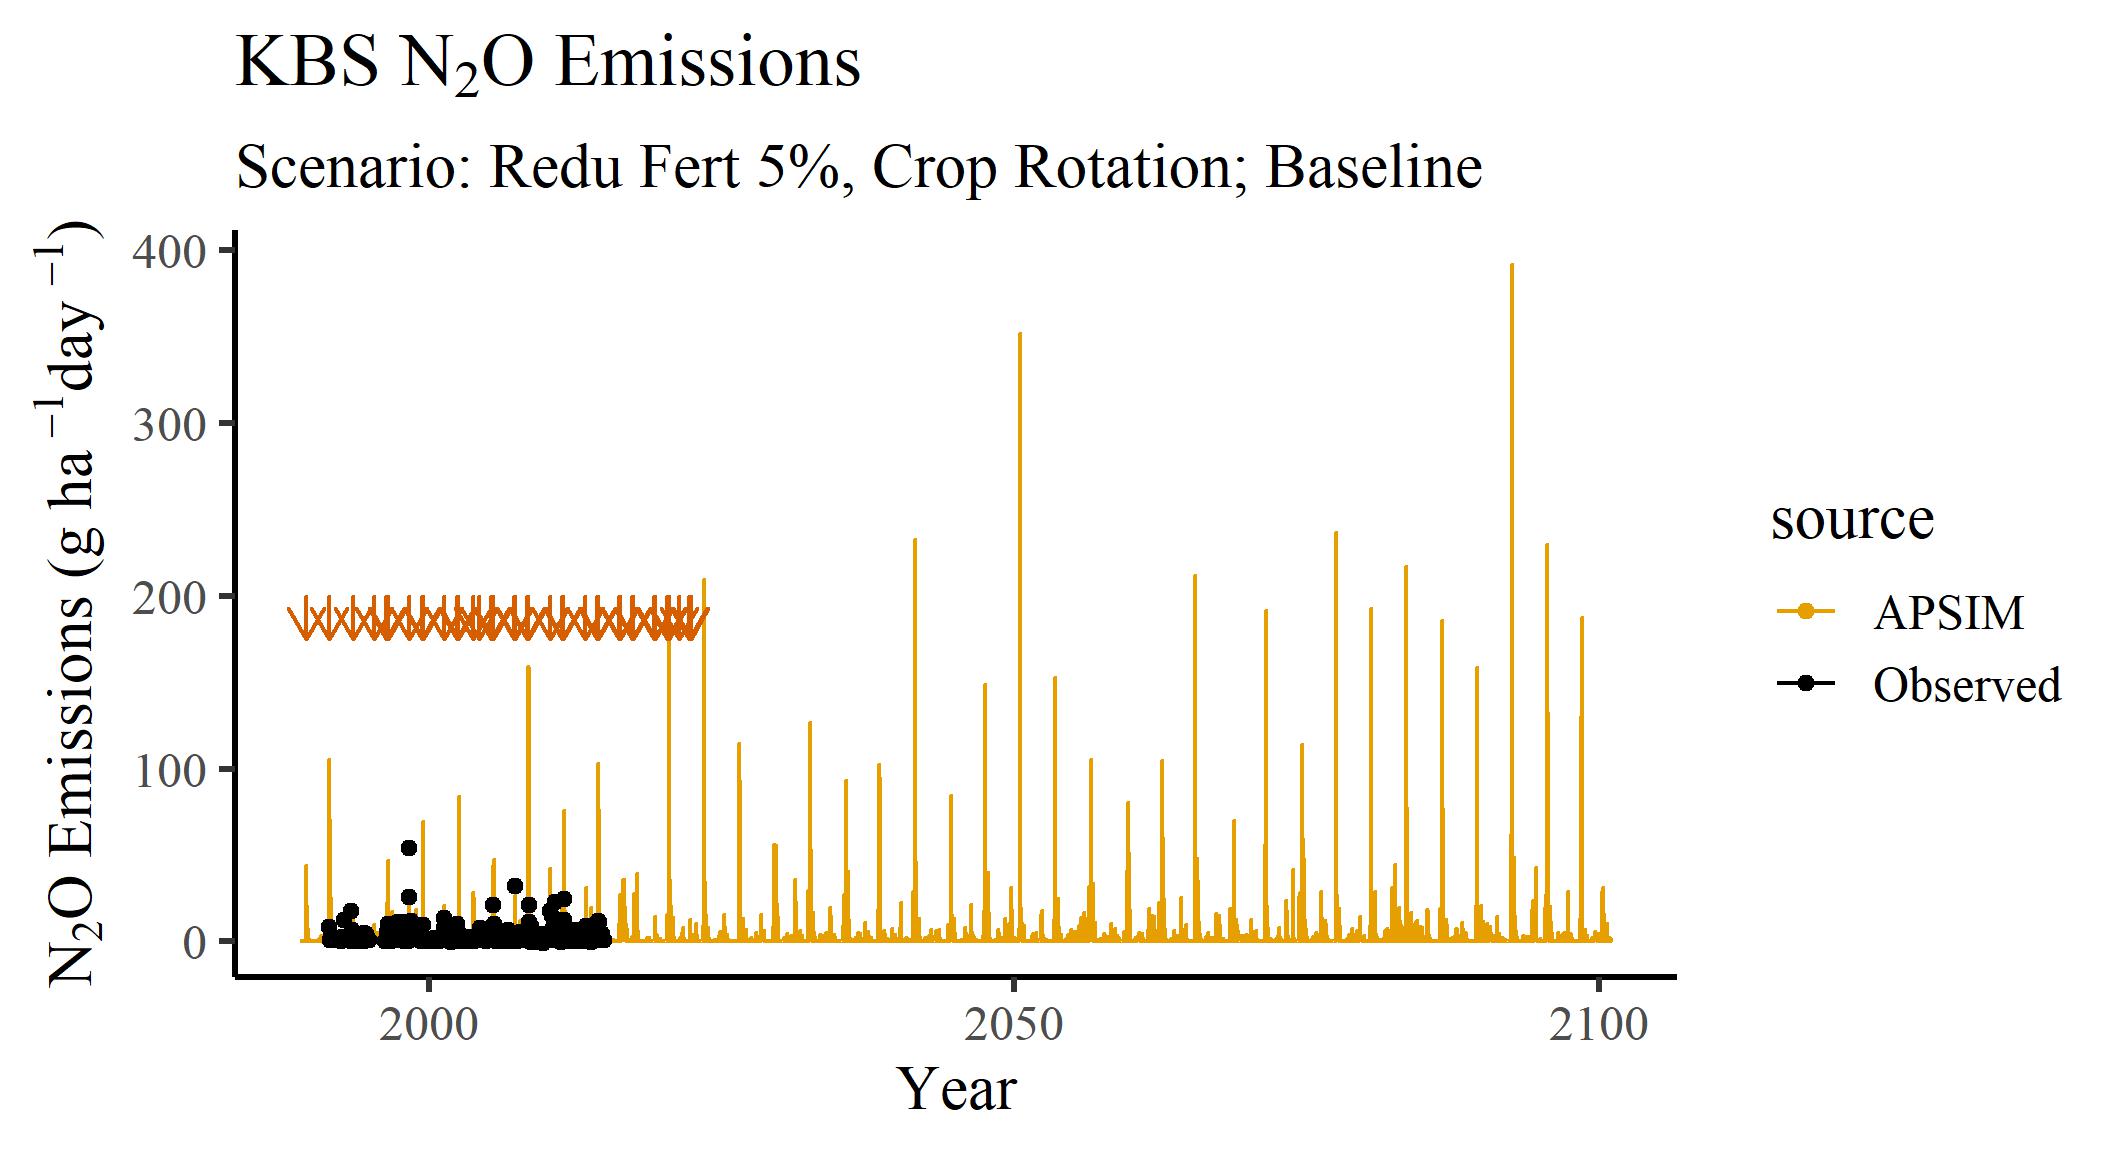 KBS N₂O Emissions
Scenario: Redu Fert 5%, Crop Rotation; Baseline
N₂O Emissions (g ha ⁻¹day ⁻¹)
400
300
200
100
0
2000 2050 2100
Year
source
APSIM
Observed